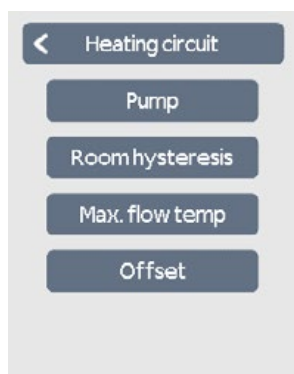 Heating circuit
Pump
Room hysteresis
Max. flow temp
Offset